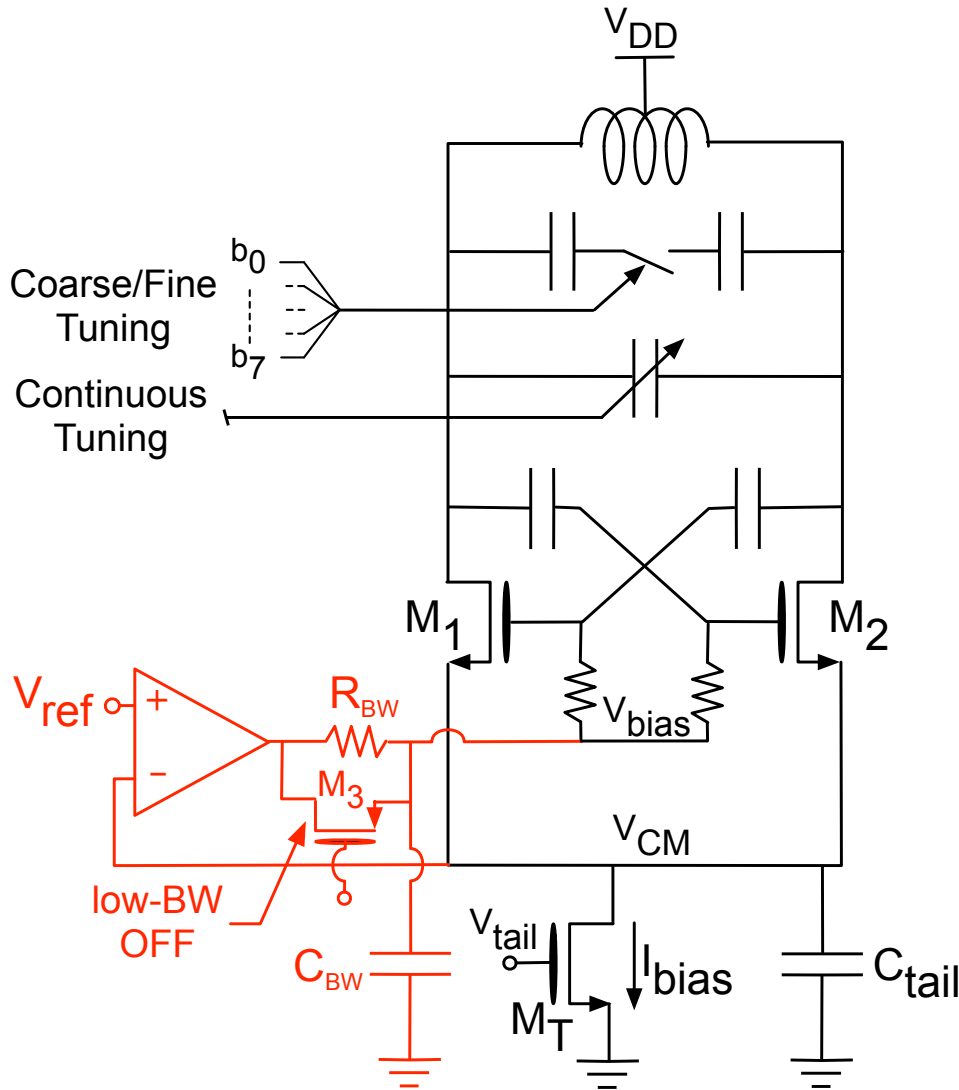 VDD
b0
Coarse/Fine
Tuning
b7
Continuous
Tuning
M1
M2
Vref
+
−
RBW
Vbias
M3
VCM
low-BW
OFF
Vtail
Ibias
CBW
Ctail
MT